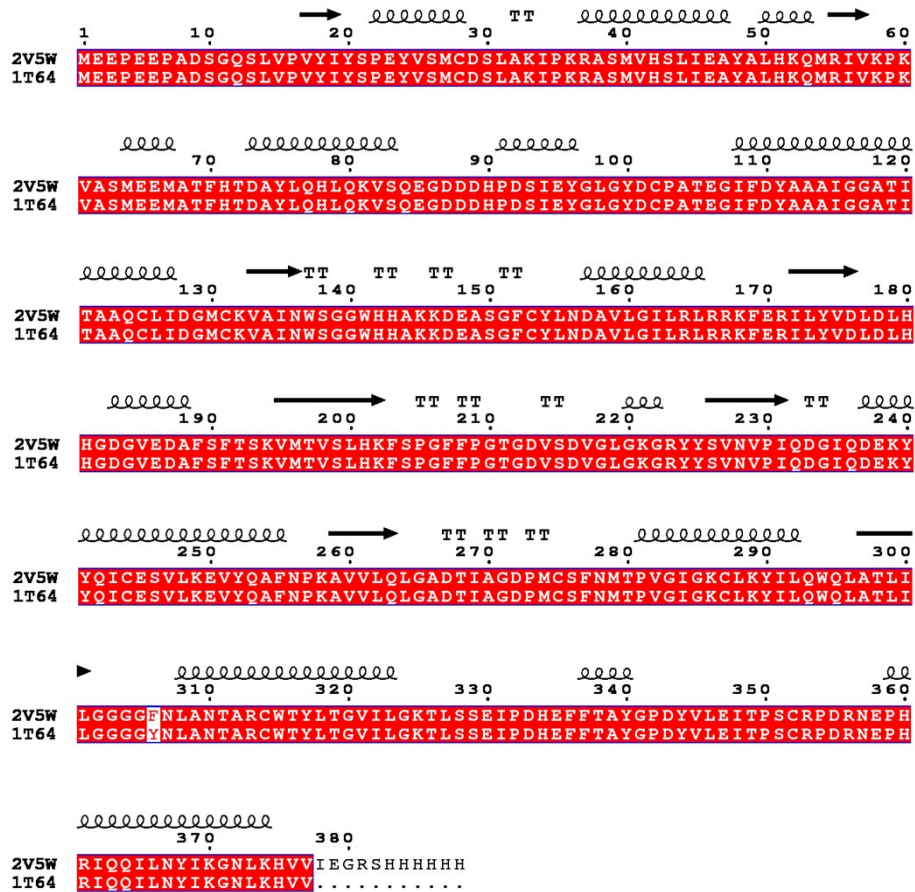 TT
1 10 20 30 40 50 60
2V5W MEEPEEPADSGQSLVPVYIYSPEYVSMCDSLAKIPKRASMVHSLIEAYALHKQMRIVKPK
1T64 MEEPEEPADSGQSLVPVYIYSPEYVSMCDSLAKIPKRASMVHSLIEAYALHKQMRIVKPK
70 80 90 100 110 120
2V5W VASMEEMATFHTDAYLQHLQKVSQEGDDDHPDSIEYGLGYDCPATEGIFDYAAAIGGATI
1T64 VASMEEMATFHTDAYLQHLQKVSQEGDDDHPDSIEYGLGYDCPATEGIFDYAAAIGGATI
TT TT TT TT
130 140 150 160 170 180
2V5W TAAQCLIDGMCKVAINWSGGWHHAKKDEASGFCYLNDAVLGILRLRRKFERILYVDLDLH
1T64 TAAQCLIDGMCKVAINWSGGWHHAKKDEASGFCYLNDAVLGILRLRRKFERILYVDLDLH
TT TT TT TT
190 200 210 220 230 240
2V5W HGDGVEDAFSFTSKVMTVSLHKFSPGFFPGTGDVSDVGLGKGRYYSVNVPIQDGIQDEKY
1T64 HGDGVEDAFSFTSKVMTVSLHKFSPGFFPGTGDVSDVGLGKGRYYSVNVPIQDGIQDEKY
TT TT TT
250 260 270 280 290 300
2V5W YQICESVLKEVYQAFNPKAVVLQLGADTIAGDPMCSFNMTPVGIGKCLKYILQWQLATLI
1T64 YQICESVLKEVYQAFNPKAVVLQLGADTIAGDPMCSFNMTPVGIGKCLKYILQWQLATLI
310 320 330 340 350 360
2V5W LGGGGFNLANTARCWTYLTGVILGKTLSSEIPDHEFFTAYGPDYVLEITPSCRPDRNEPH
1T64 LGGGGYNLANTARCWTYLTGVILGKTLSSEIPDHEFFTAYGPDYVLEITPSCRPDRNEPH
370 380
2V5W RIQQILNYIKGNLKHVVIEGRSHHHHHH
1T64 RIQQILNYIKGNLKHVV...........